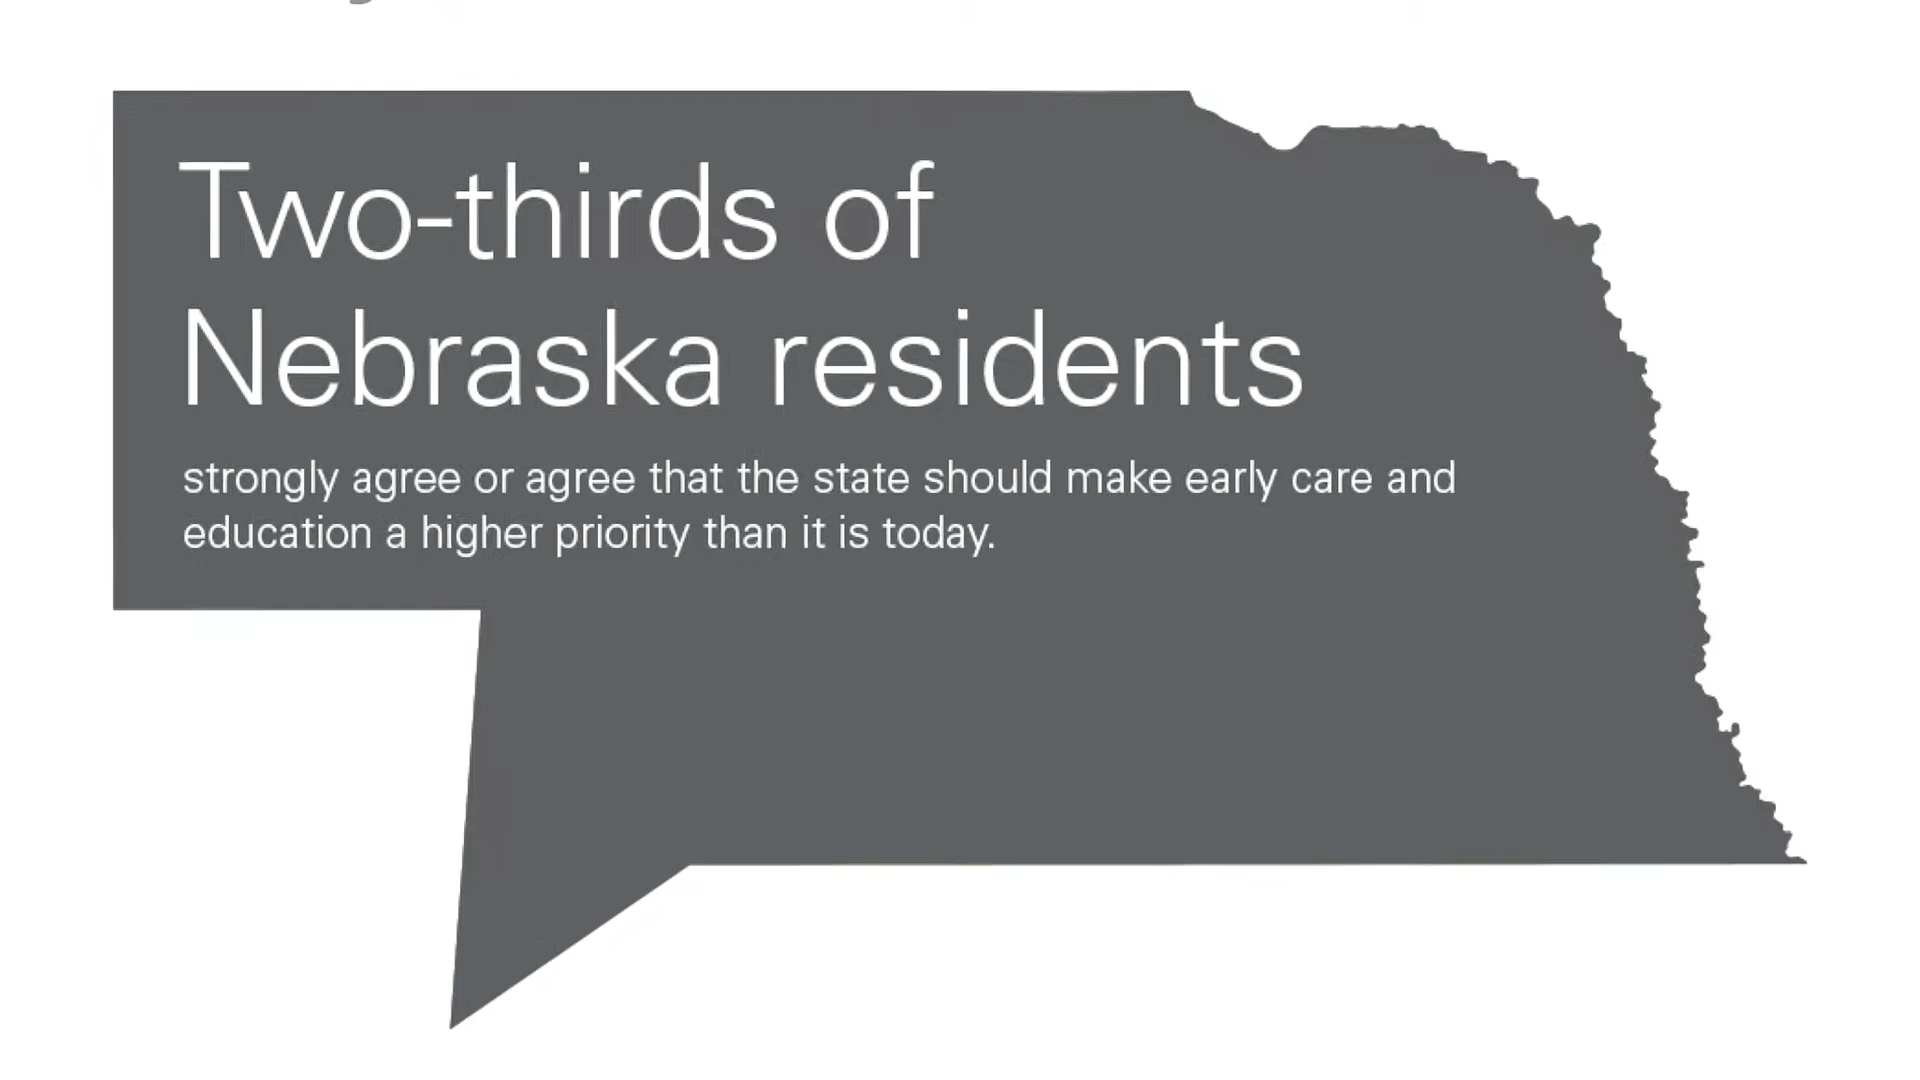 Two-thirds of
Nebraska residents
strongly agree or agree that the state should make early care and
education a higher priority than it is today.